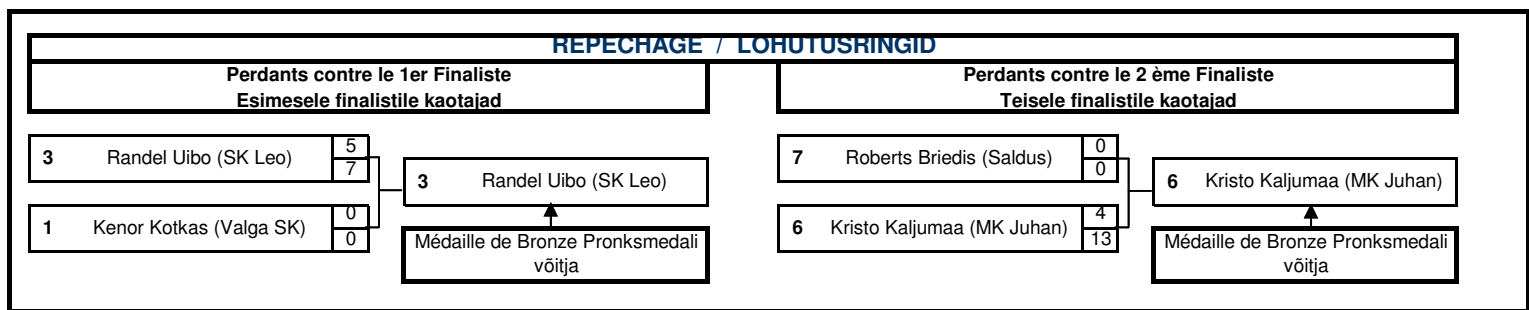 REPECHAGE / LOHUTUSRINGID
Perdants contre le 1er Finaliste
Esimesele finalistile kaotajad
Perdants contre le 2 ème Finaliste
Teisele finalistile kaotajad
3 Randel Uibo (SK Leo) 5
7
3 Randel Uibo (SK Leo)
1 Kenor Kotkas (Valga SK) 0
0
Médaille de Bronze Pronksmedali
võitja
7 Roberts Briedis (Saldus) 0
0
6 Kristo Kaljumaa (MK Juhan)
6 Kristo Kaljumaa (MK Juhan) 4
13
Médaille de Bronze Pronksmedali
võitja